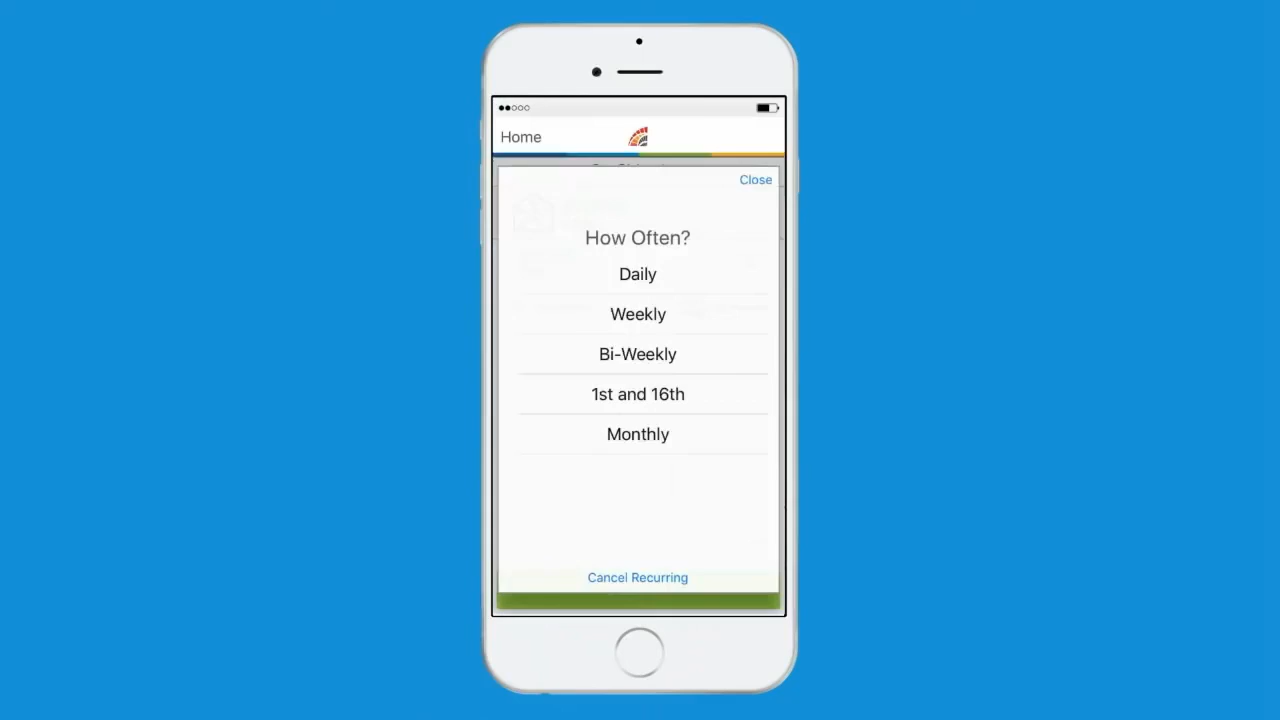 Home
Close
How Often?
Daily
Weekly
Bi-Weekly
1st and 16th
Monthly
Cancel Recurring